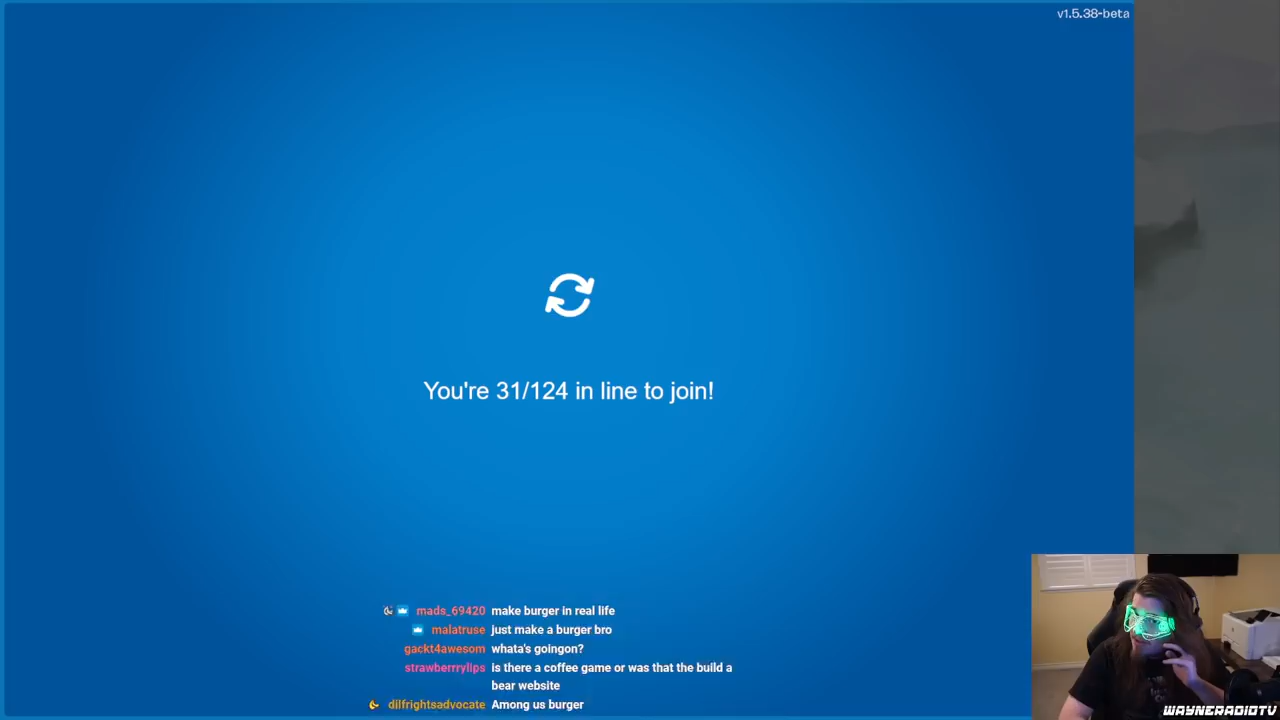 v1.5.38-beta
You're 31/124 in line to join!
mads_69420 make burger in real life
malatruse just make a burger bro
gackt4awesom whata's goingon?
strawberrrylips is there a coffee game or was that the build a
bear website
dilfrightsadvocate Among us burger
WAYNERADIOTV